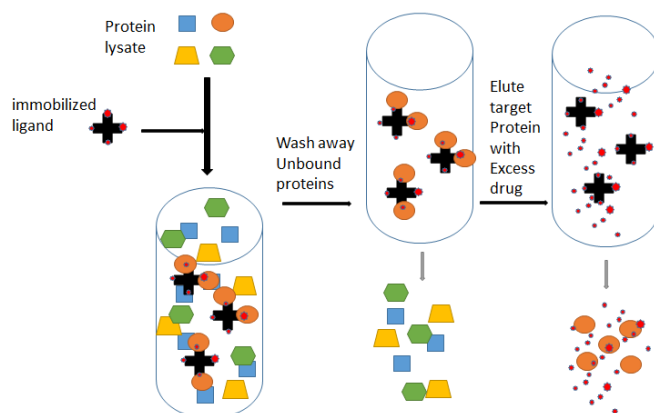 Protein
lysate
immobilized
ligand
Wash away
Unbound
proteins
Elute
target
Protein
with
Excess
drug